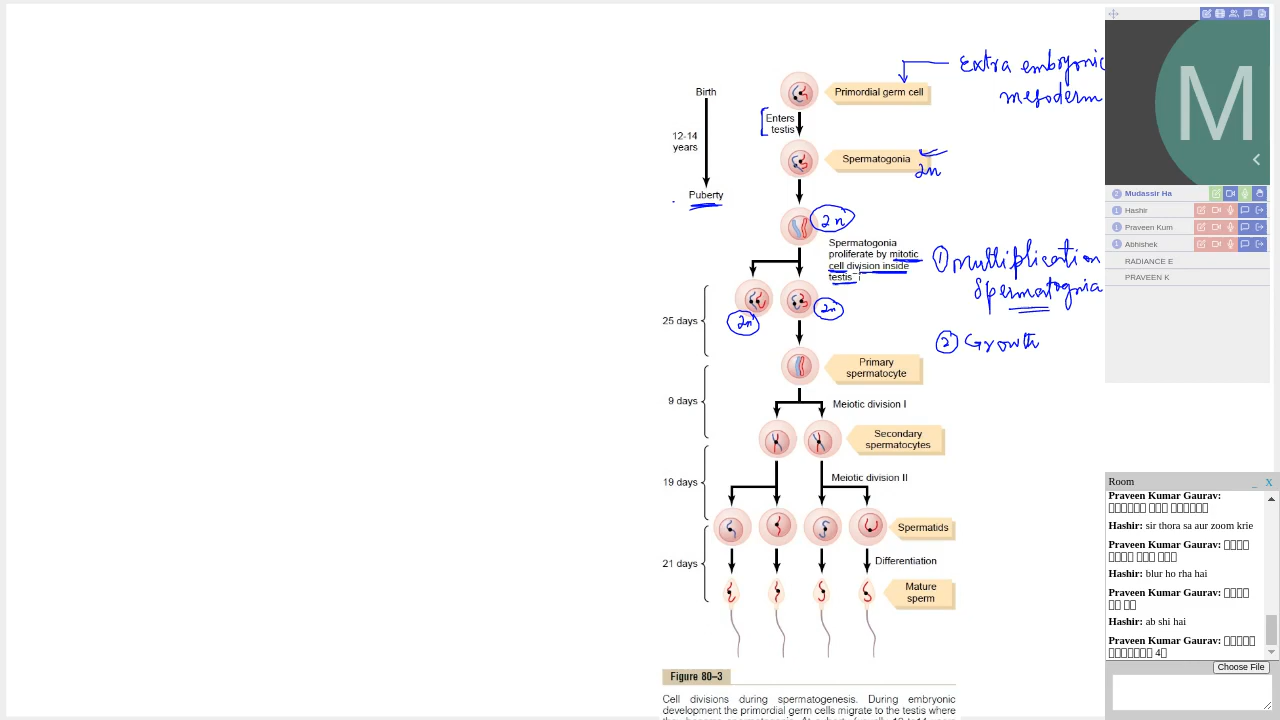 Extra embryonic
mesoderm
Birth
12-14
years
Puberty
Primordial germ cell
Enters
testis
Spermatogonia
2n
2n
Spermatogonia
proliferate by mitotic
cell division inside
testis
① Multiplication
Spermatognia
② Growth
2n
2n
25 days
Primary
spermatocyte
9 days
Meiotic division I
Secondary
spermatocytes
19 days
Meiotic division II
Spermatids
21 days
Differentiation
Mature
sperm
Figure 80–3
Cell divisions during spermatogenesis. During embryonic
development the primordial germ cells migrate to the testis where
M
Mudassir Ha
Hashir
Praveen Kum
Abhishek
RADIANCE E
PRAVEEN K
Room
_ X
Praveen Kumar Gaurav:
Hashir: sir thora sa aur zoom krie
Praveen Kumar Gaurav:
Hashir: blur ho rha hai
Praveen Kumar Gaurav:
Hashir: ab shi hai
Praveen Kumar Gaurav:
4
Choose File